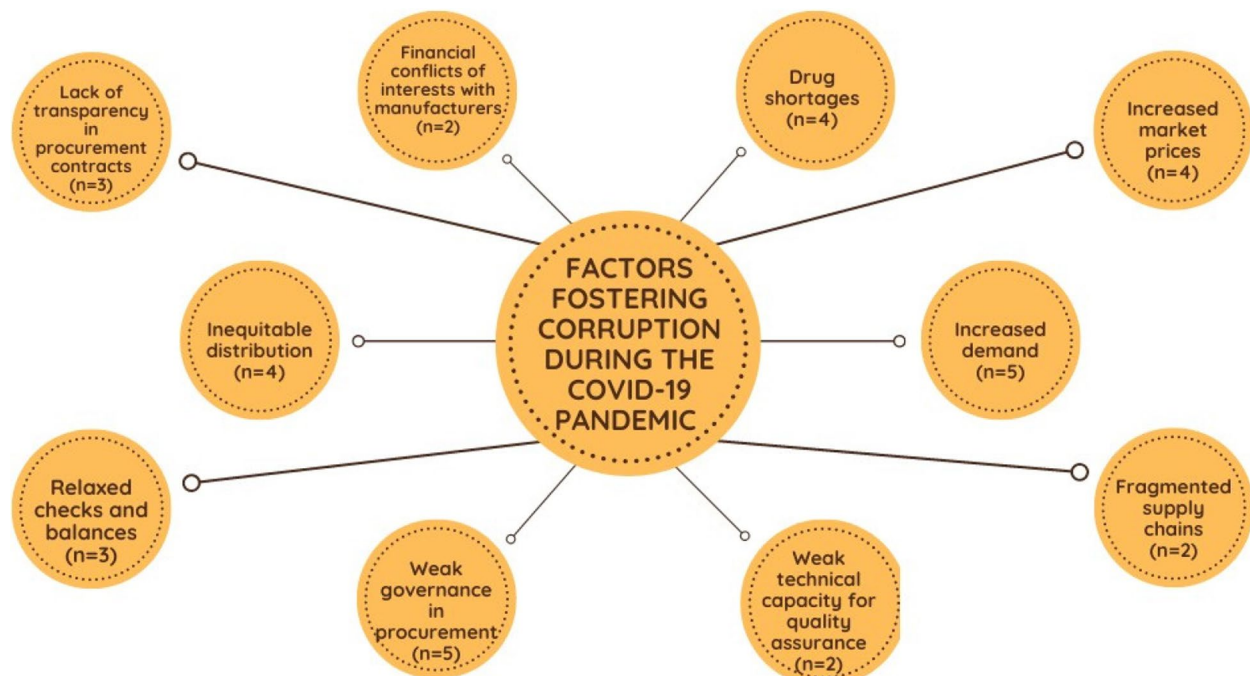 Lack of
transparency
in
procurement
contracts
(n=3)
Financial
conflicts of
interests with
manufacturers
(n=2)
Drug
shortages
(n=4)
Increased
market
prices
(n=4)
Inequitable
distribution
(n=4)
FACTORS
FOSTERING
CORRUPTION
DURING THE
COVID-19
PANDEMIC
Increased
demand
(n=5)
Relaxed
checks and
balances
(n=3)
Weak
governance
in
procurement
(n=5)
Weak
technical
capacity for
quality
assurance
(n=2)
Fragmented
supply
chains
(n=2)